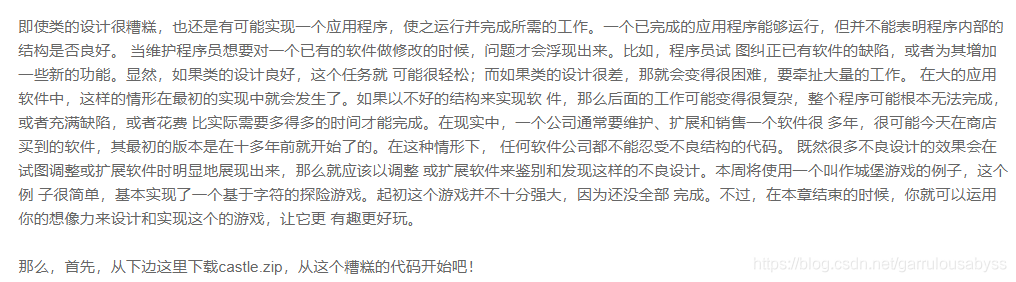 即使类的设计很糟糕，也还是有可能实现一个应用程序，使之运行并完成所需的工作。一个已完成的应用程序能够运行，但并不能表明程序内部的
结构是否良好。 当维护程序员想要对一个已有的软件做修改的时候，问题才会浮现出来。比如，程序员试 图纠正已有软件的缺陷，或者为其增加
一些新的功能。显然，如果类的设计良好，这个任务就 可能很轻松；而如果类的设计很差，那就会变得很困难，要牵扯大量的工作。 在大的应用
软件中，这样的情形在最初的实现中就会发生了。如果以不好的结构来实现软 件，那么后面的工作可能变得很复杂，整个程序可能根本无法完成，
或者充满缺陷，或者花费 比实际需要多得多的时间才能完成。在现实中，一个公司通常要维护、扩展和销售一个软件很 多年，很可能今天在商店
买到的软件，其最初的版本是在十多年前就开始了的。在这种情形下， 任何软件公司都不能忍受不良结构的代码。 既然很多不良设计的效果会在
试图调整或扩展软件时明显地展现出来，那么就应该以调整 或扩展软件来鉴别和发现这样的不良设计。本周将使用一个叫作城堡游戏的例子，这个
例 子很简单，基本实现了一个基于字符的探险游戏。起初这个游戏并不十分强大，因为还没全部 完成。不过，在本章结束的时候，你就可以运用
你的想像力来设计和实现这个的游戏，让它更 有趣更好玩。
那么，首先，从下边这里下载castle.zip，从这个糟糕的代码开始吧！
https://blog.csdn.net/garrulousabyss